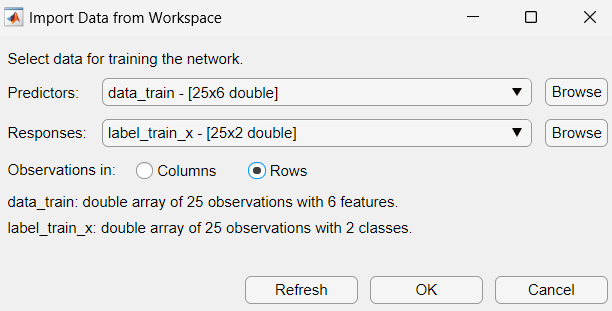 Import Data from Workspace
Select data for training the network.
Predictors: data_train - [25x6 double] Browse
Responses: label_train_x - [25x2 double] Browse
Observations in: Columns Rows
data_train: double array of 25 observations with 6 features.
label_train_x: double array of 25 observations with 2 classes.
Refresh OK Cancel